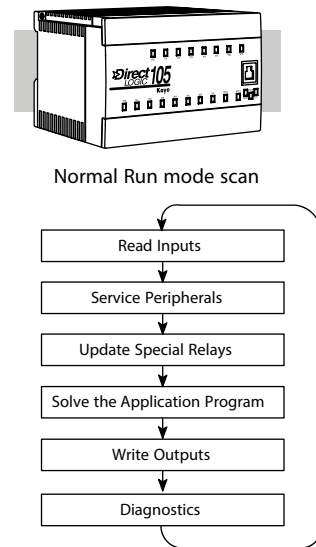 Direct 105
LOGIC
Koyo
Normal Run mode scan
Read Inputs
Service Peripherals
Update Special Relays
Solve the Application Program
Write Outputs
Diagnostics